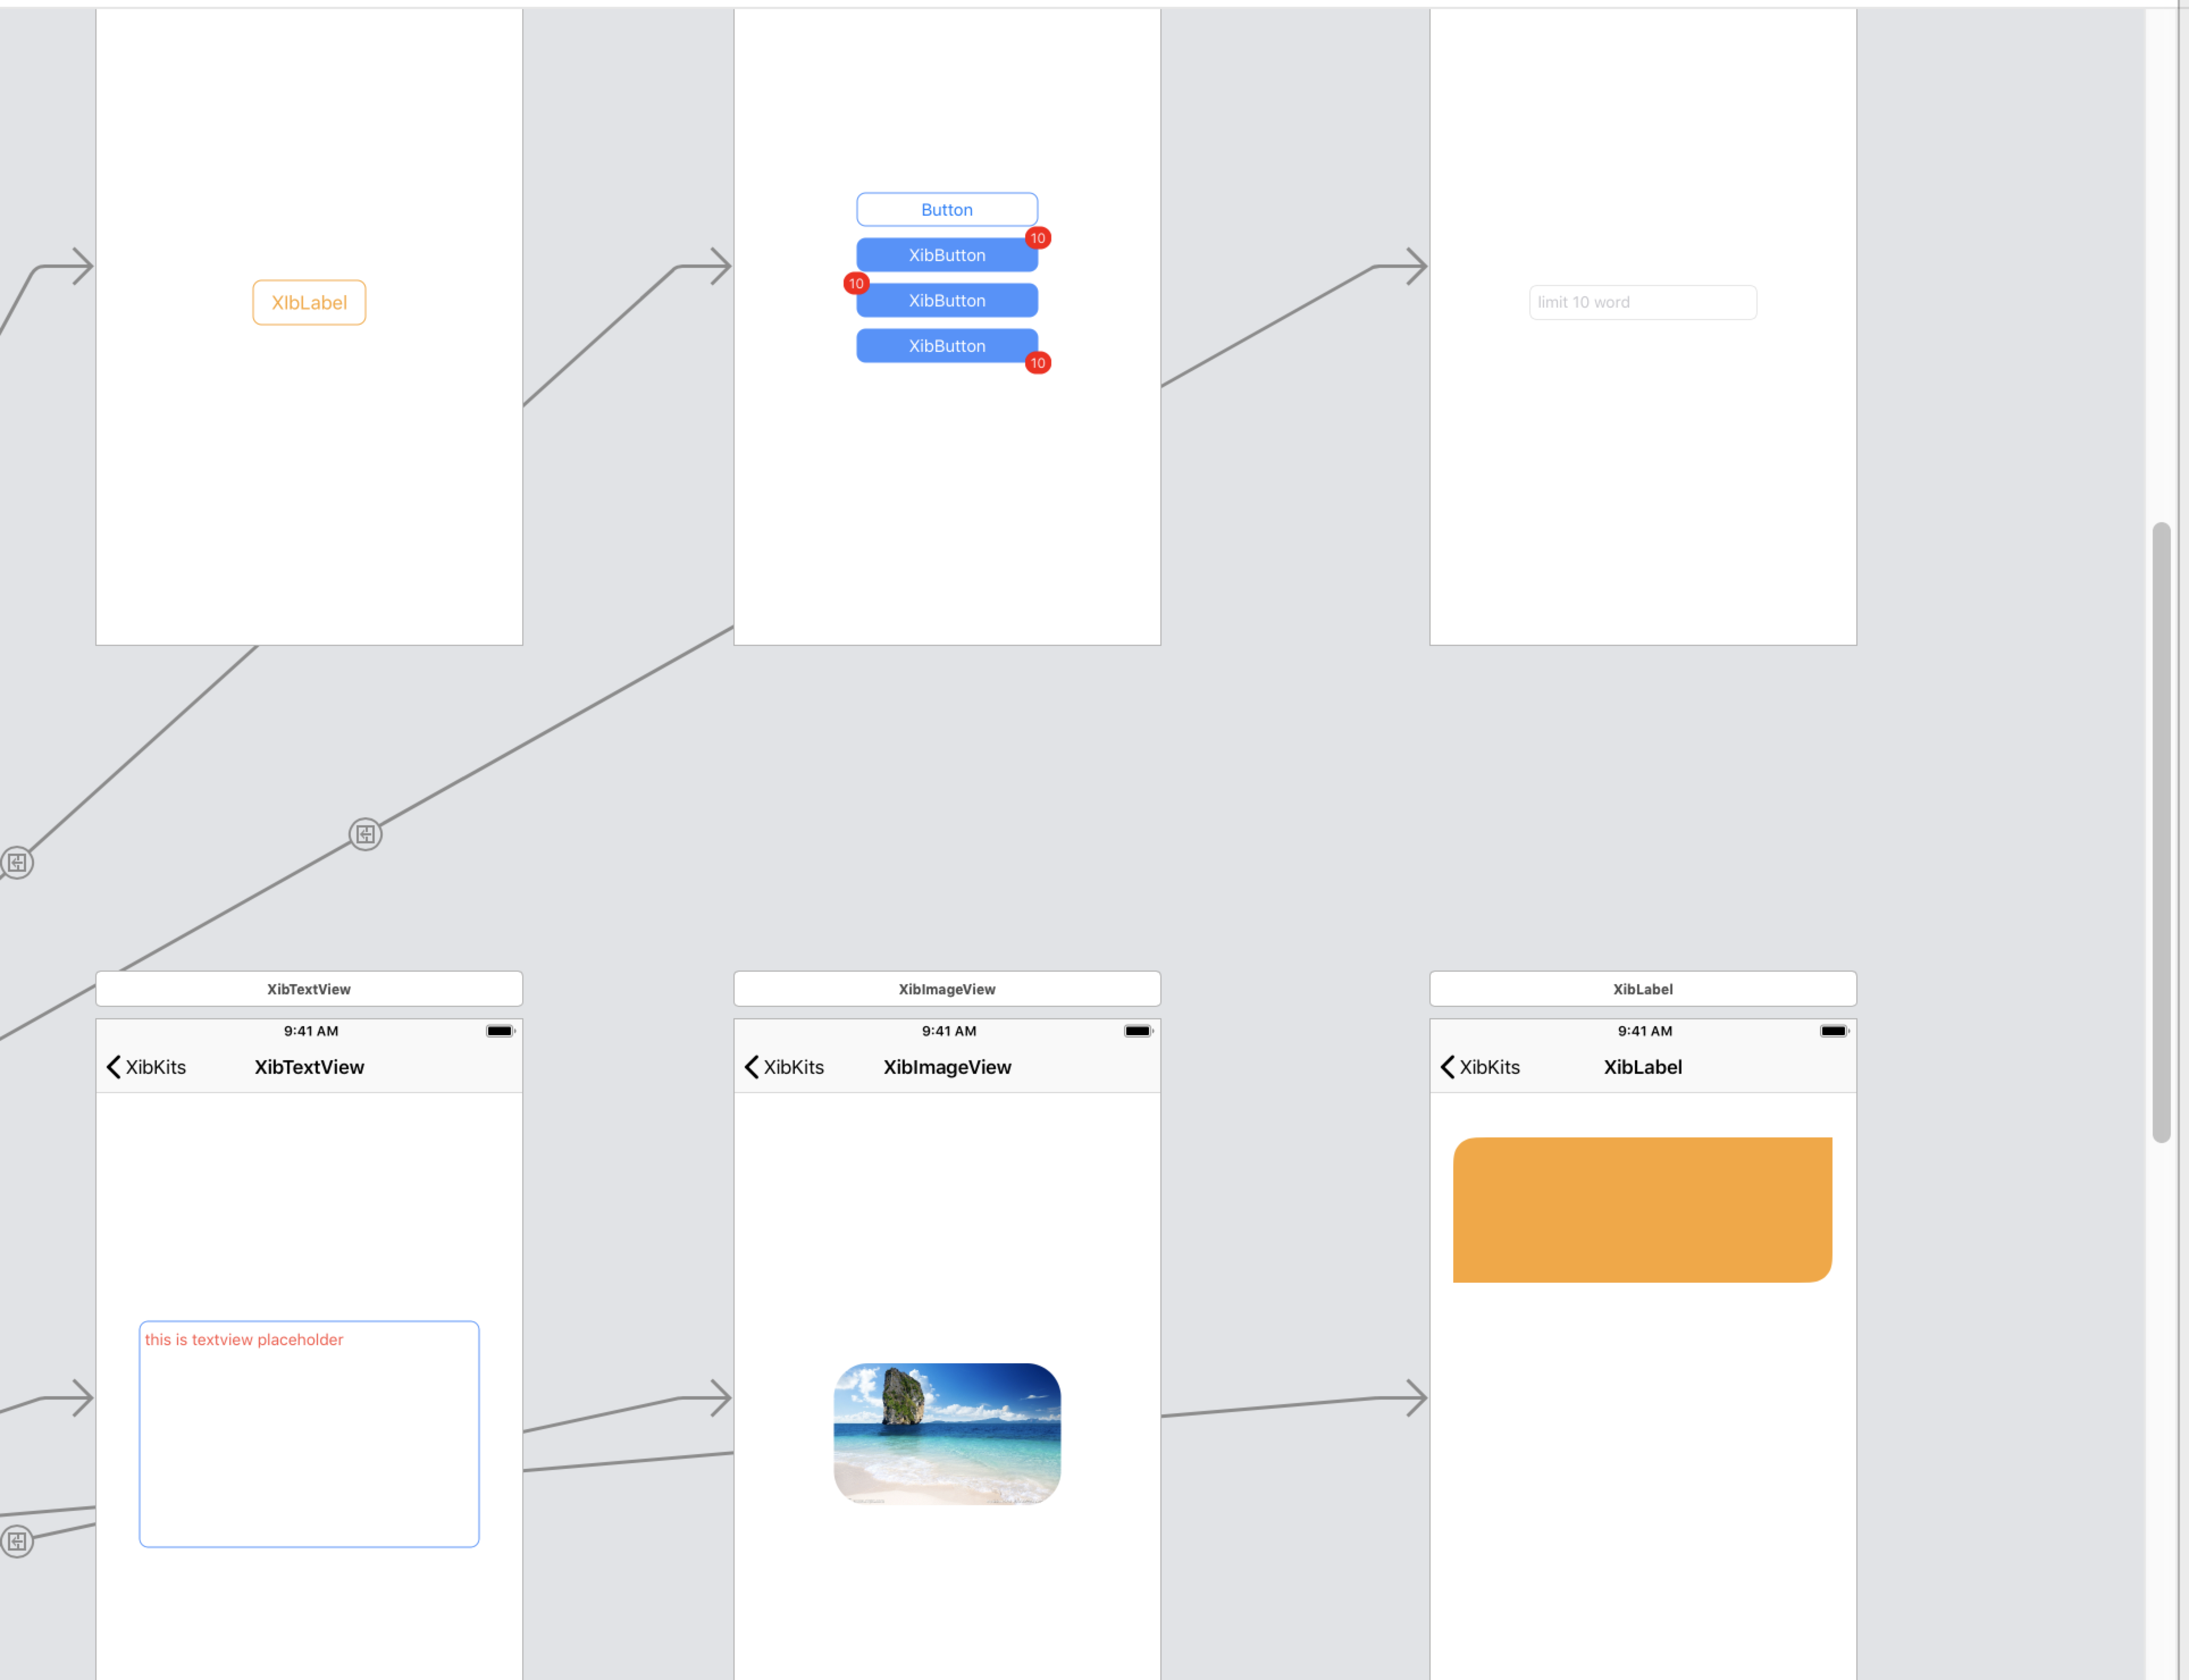 XIbLabel
Button
10
XibButton
10
XibButton
XibButton
10
limit 10 word
XibTextView
9:41 AM
XibKits
XibTextView
this is textview placeholder
XibImageView
9:41 AM
XibKits
XibImageView
XibLabel
9:41 AM
XibKits
XibLabel